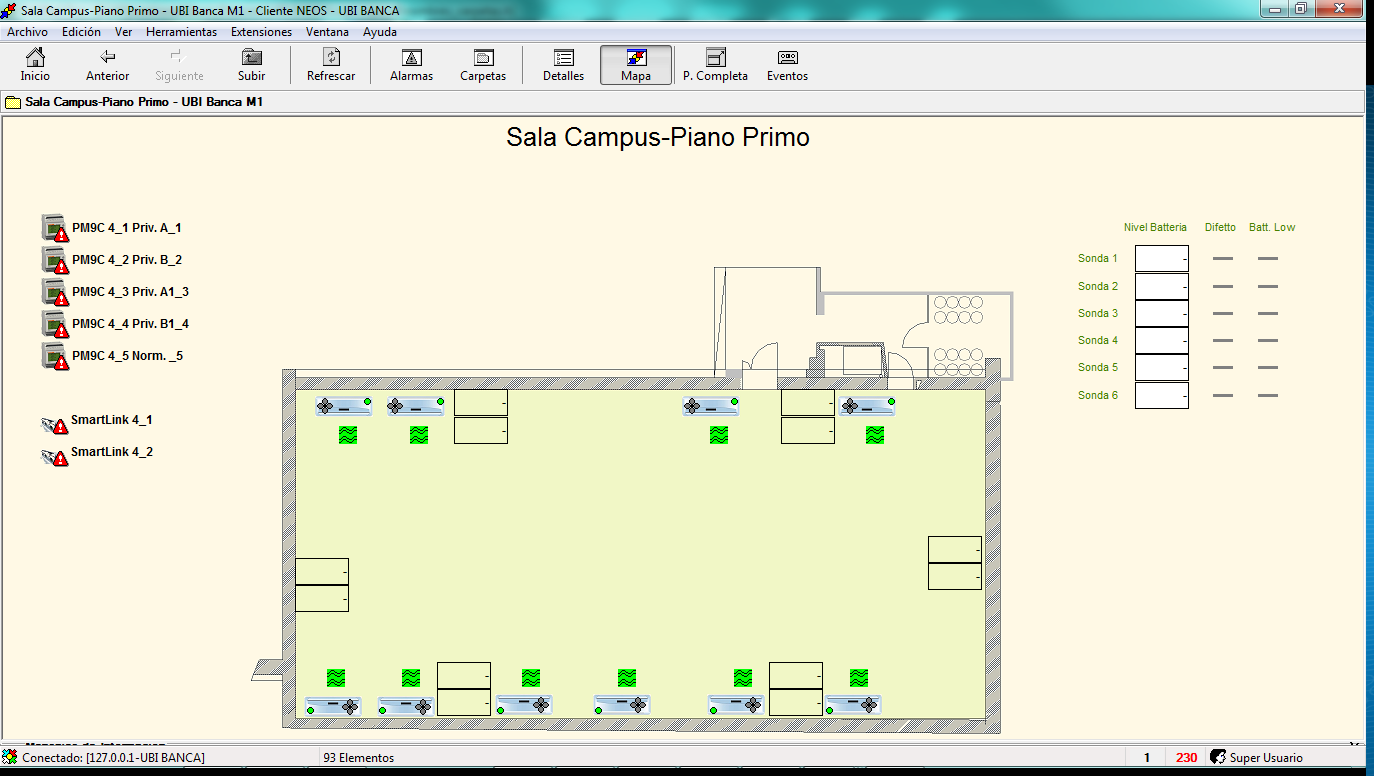 Sala Campus-Piano Primo - UBI Banca M1 - Cliente NEOS - UBI BANCA
Archivo Edición Ver Herramientas Extensiones Ventana Ayuda
Inicio Anterior Siguiente Subir Refrescar Alarmas Carpetas Detalles Mapa P. Completa Eventos
Sala Campus-Piano Primo - UBI Banca M1
Sala Campus-Piano Primo
PM9C 4_1 Priv. A_1
PM9C 4_2 Priv. B_2
PM9C 4_3 Priv. A1_3
PM9C 4_4 Priv. B1_4
PM9C 4_5 Norm. _5
SmartLink 4_1
SmartLink 4_2
Nivel Batteria Difetto Batt. Low
Sonda 1 -
Sonda 2 -
Sonda 3 -
Sonda 4 -
Sonda 5 -
Sonda 6 -
Conectado: [127.0.0.1-UBI BANCA] 93 Elementos 1 230 Super Usuario